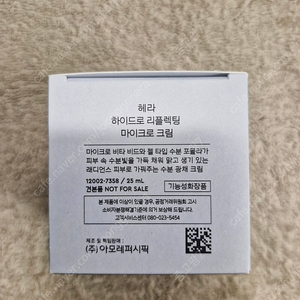 헤라
하이드로 리플렉팅
마이크로 크림
마이크로 비타 비드와 젤 타입 수분 포뮬라가
피부 속 수분빛을 가득 채워 맑고 생기 있는
래디언스 피부로 가꿔주는 수분 광채 크림
12002-7358 / 25 mL
견본품 NOT FOR SALE
기능성화장품
본 제품에 이상이 있을 경우, 공정거래위원회 고시
소비자분쟁해결기준에 의거 보상해 드립니다.
고객서비스센터 080-023-5454
제조 및 책임판매 :
(주) 아모레퍼시픽